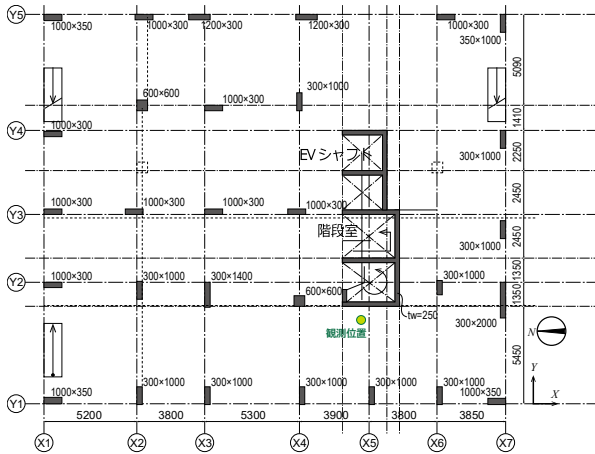 Y5
1000×350
1000×300
1200×300
1200×300
1000×300
350×1000
5090
600×600
300×1000
1000×300
1410
Y4
1000×300
EVシャフト
300×1000
2250
2450
1000×300
1000×300
1000×300
1000×300
Y3
階段室
2450
300×1000
1350
Y2
1000×300
300×1000
300×1400
600×600
300×1000
1350
tw=250
300×2000
観測位置
N
5450
1000×350
300×1000
300×1000
300×1000
300×1000
300×1000
1000×350
Y
X
Y1
5200
3800
5300
3900
3800
3850
X1
X2
X3
X4
X5
X6
X7